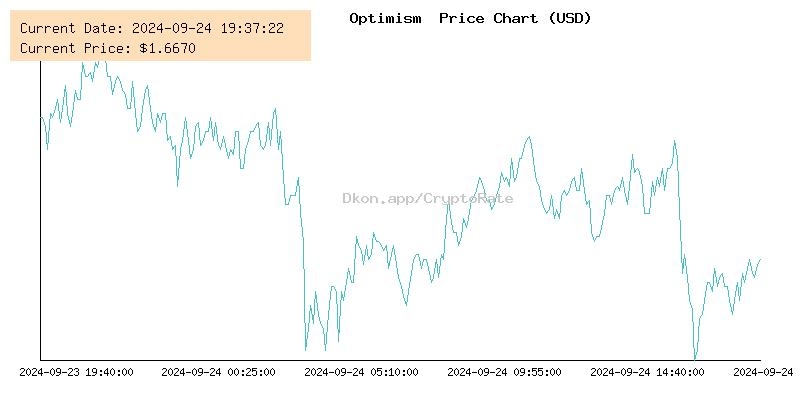 Optimism  Price Chart (USD)
Current Date: 2024-09-24 19:37:22
Current Price: $1.6670
Dkon.app/CryptoRate
2024-09-23 19:40:00 2024-09-24 00:25:00 2024-09-24 05:10:00 2024-09-24 09:55:00 2024-09-24 14:40:00 2024-09-24